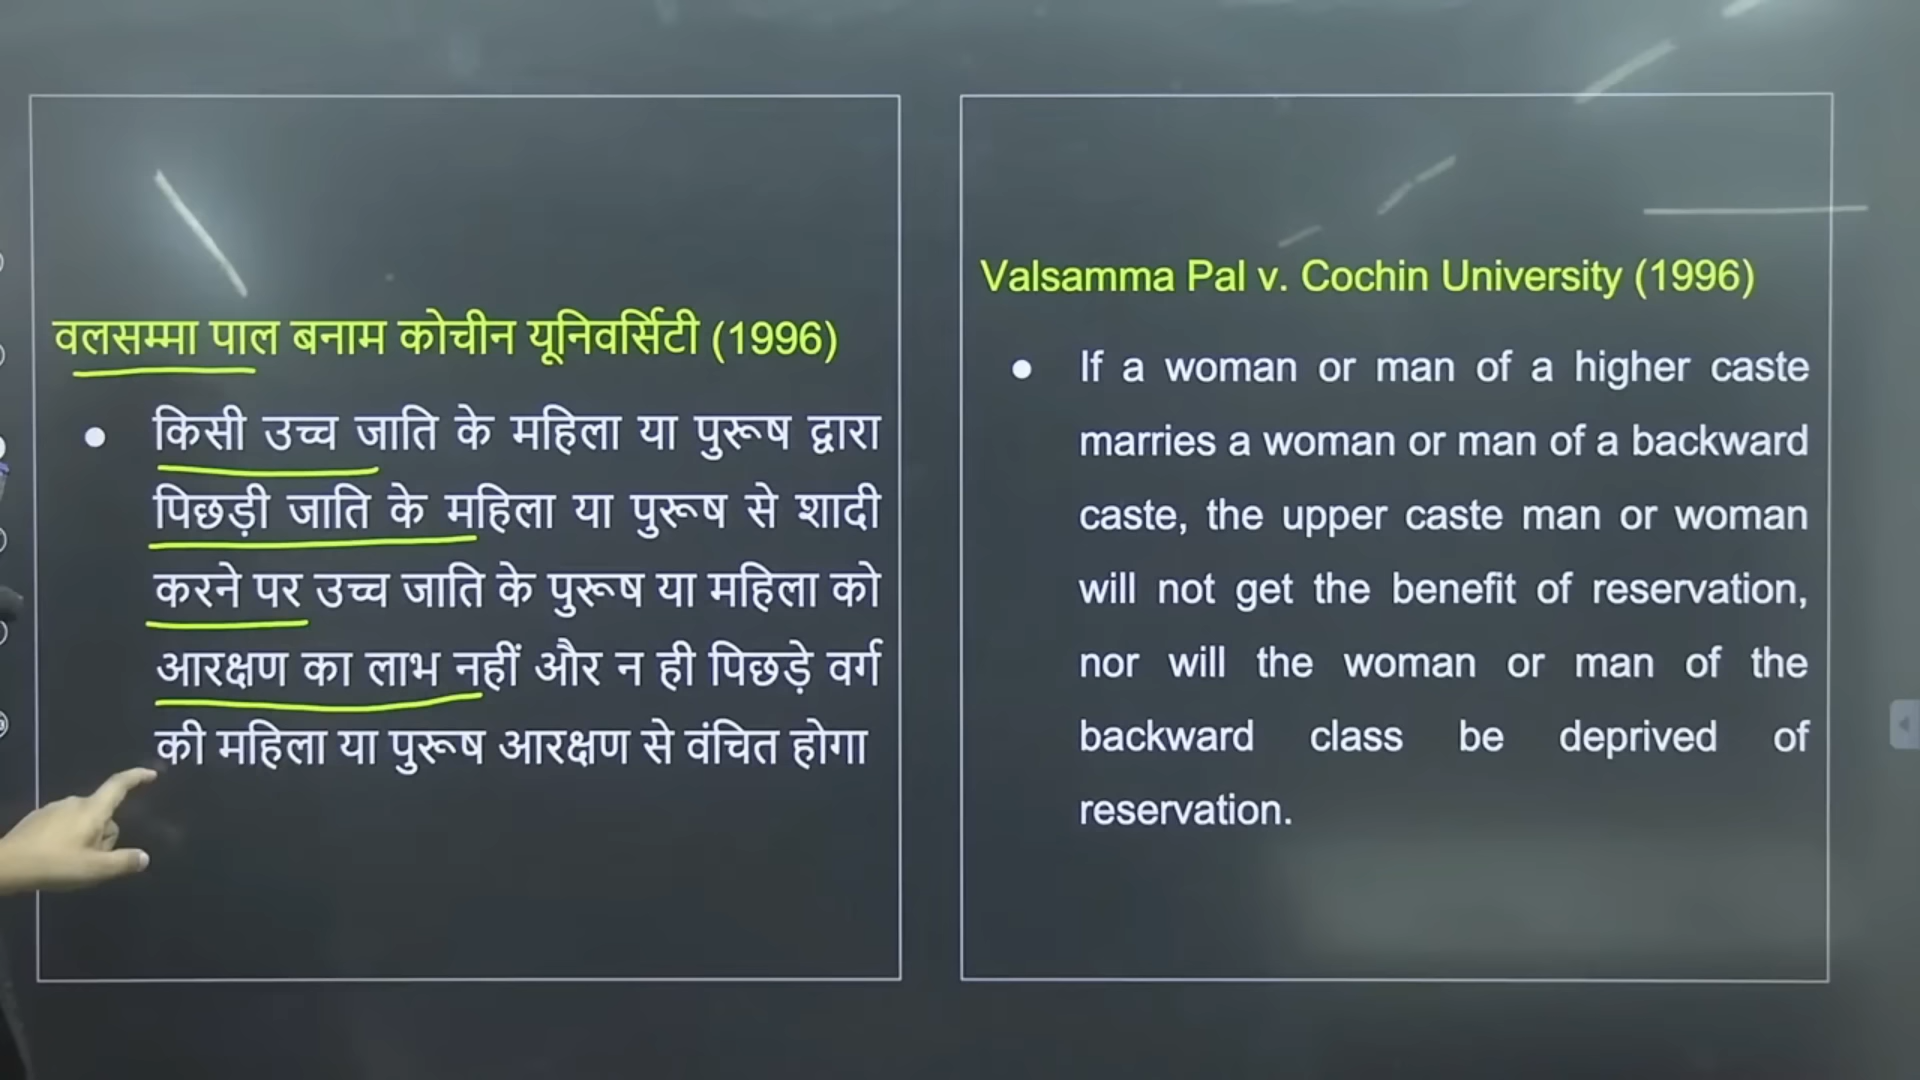 वलसम्मा पाल बनाम कोचीन यूनिवर्सिटी (1996)
● किसी उच्च जाति के महिला या पुरूष द्वारा
पिछड़ी जाति के महिला या पुरूष से शादी
करने पर उच्च जाति के पुरूष या महिला को
आरक्षण का लाभ नहीं और न ही पिछड़े वर्ग
की महिला या पुरूष आरक्षण से वंचित होगा
Valsamma Pal v. Cochin University (1996)
● If a woman or man of a higher caste
marries a woman or man of a backward
caste, the upper caste man or woman
will not get the benefit of reservation,
nor will the woman or man of the
backward class be deprived of
reservation.